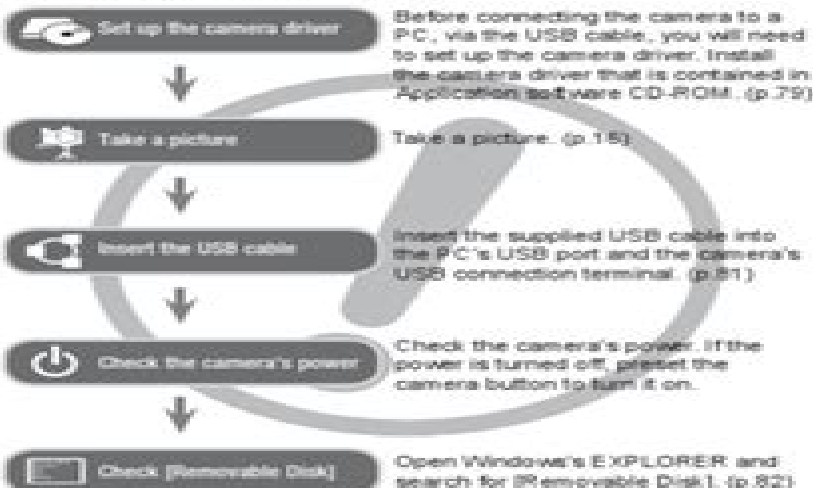 Set up the camera driver
Before connecting the camera to a
PC, via the USB cable, you will need
to set up the camera driver. Install
the camera driver that is contained in
Application software CD-ROM. (p.79)
Take a picture
Take a picture. (p.15)
Insert the USB cable
Insert the supplied USB cable into
the PC's USB port and the camera's
USB connection terminal. (p.81)
Check the camera's power
Check the camera's power. If the
power is turned off, preset the
camera button to turn it on.
Check [Removable Disk]
Open Windows's EXPLORER and
search for [Removable Disk]. (p.82)